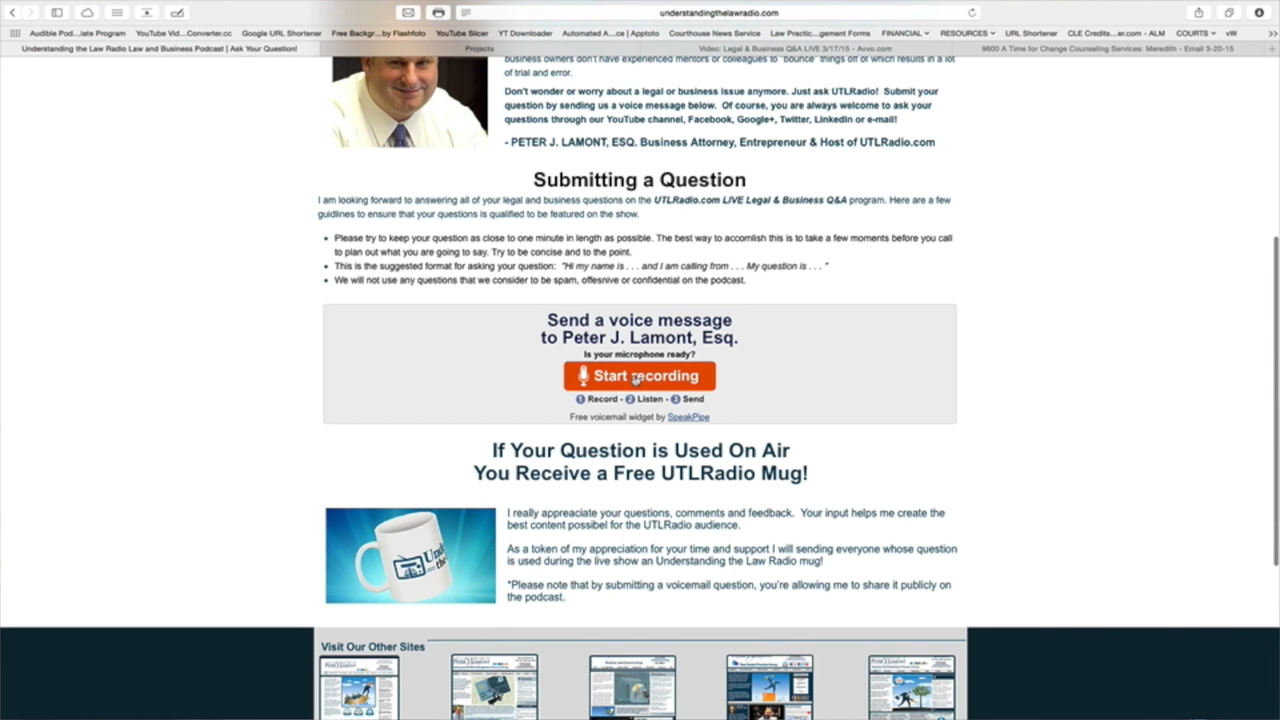 understandingthelawradio.com
Audible Pod...iate Program YouTube Vid...Converter.cc Google URL Shortener Free Backgr...by Flashfoto YouTube Slicer YT Downloader Automated A...ce | Apptoto Courthouse News Service Law Practic...gement Forms FINANCIAL RESOURCES URL Shortener CLE Credits...er.com - ALM COURTS vW
Understanding the Law Radio Law and Business Podcast | Ask Your Question! Projects Video: Legal & Business Q&A LIVE 3/17/15 - Avvo.com 9600 A Time for Change Counseling Services: Meredith - Email 3-20-15
business owners don't have experienced mentors or colleagues to "bounce" things off of which results in a lot
of trial and error.
Don't wonder or worry about a legal or business issue anymore. Just ask UTLRadio! Submit your
question by sending us a voice message below. Of course, you are always welcome to ask your
questions through our YouTube channel, Facebook, Google+, Twitter, LinkedIn or e-mail!
- PETER J. LAMONT, ESQ. Business Attorney, Entrepreneur & Host of UTLRadio.com
Submitting a Question
I am looking forward to answering all of your legal and business questions on the UTLRadio.com LIVE Legal & Business Q&A program. Here are a few
guidlines to ensure that your questions is qualified to be featured on the show.
• Please try to keep your question as close to one minute in length as possible. The best way to accomlish this is to take a few moments before you call
to plan out what you are going to say. Try to be concise and to the point.
• This is the suggested format for asking your question: "Hi my name is . . . and I am calling from . . . My question is . . . "
• We will not use any questions that we consider to be spam, offesnive or confidential on the podcast.
Send a voice message
to Peter J. Lamont, Esq.
Is your microphone ready?
Start recording
1 Record - 2 Listen - 3 Send
Free voicemail widget by SpeakPipe
If Your Question is Used On Air
You Receive a Free UTLRadio Mug!
I really appreaciate your questions, comments and feedback. Your input helps me create the
best content possibel for the UTLRadio audience.
As a token of my appreciation for your time and support I will sending everyone whose question
is used during the live show an Understanding the Law Radio mug!
*Please note that by submitting a voicemail question, you're allowing me to share it publicly on
the podcast.
Visit Our Other Sites